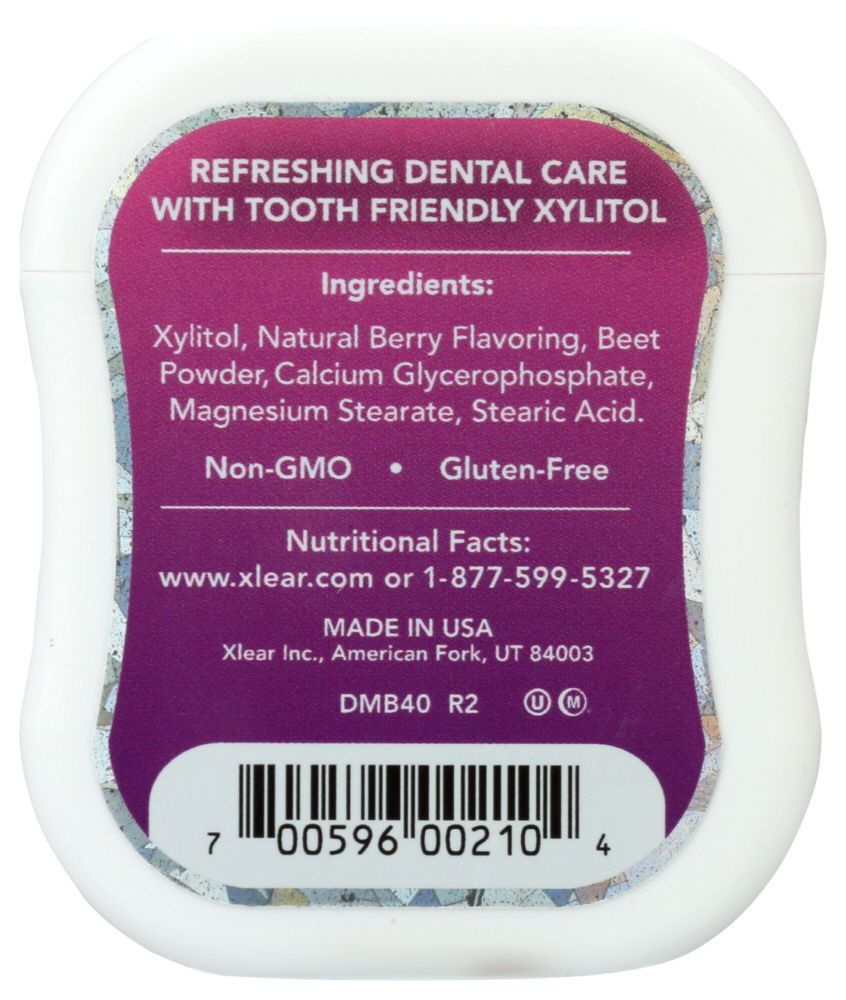 REFRESHING DENTAL CARE
WITH TOOTH FRIENDLY XYLITOL
Ingredients:
Xylitol, Natural Berry Flavoring, Beet
Powder, Calcium Glycerophosphate,
Magnesium Stearate, Stearic Acid.
Non-GMO • Gluten-Free
Nutritional Facts:
www.xlear.com or 1-877-599-5327
MADE IN USA
Xlear Inc., American Fork, UT 84003
DMB40 R2 U M
7 00596 00210 4